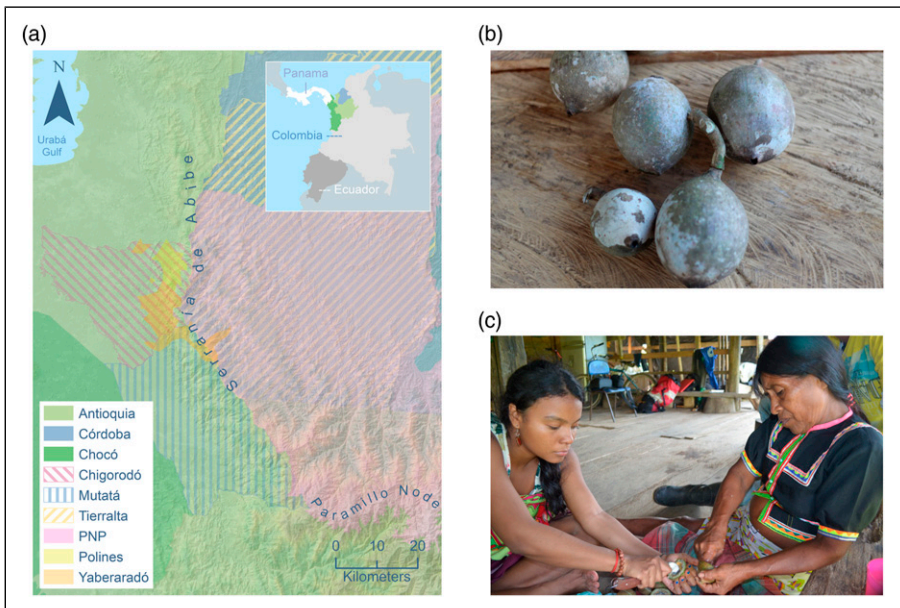 (a)
N
Urabá
Gulf
Panama
Colombia
Ecuador
Serranía de Abibe
Paramillo Node
Antioquia
Córdoba
Chocó
Chigorodó
Mutatá
Tierralta
PNP
Polines
Yaberaradó
0 10 20
Kilometers
(b)
(c)